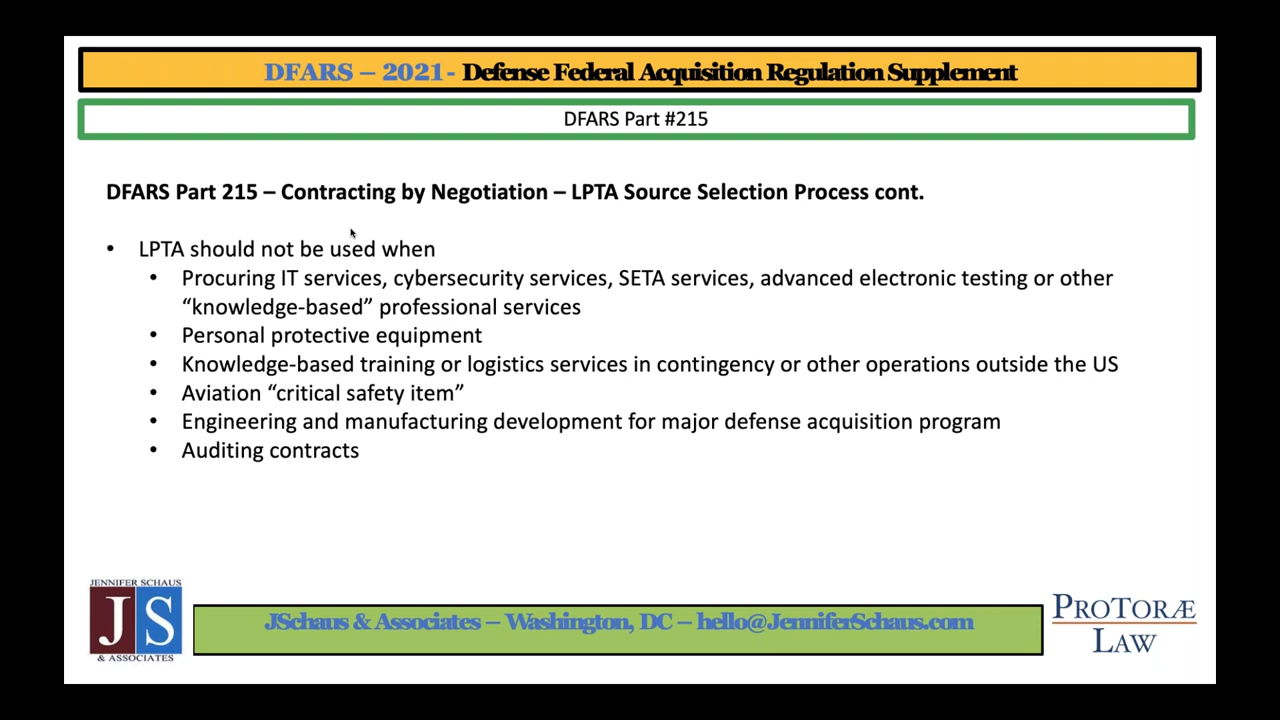 DFARS – 2021 - Defense Federal Acquisition Regulation Supplement
DFARS Part #215
DFARS Part 215 – Contracting by Negotiation – LPTA Source Selection Process cont.
• LPTA should not be used when
• Procuring IT services, cybersecurity services, SETA services, advanced electronic testing or other
“knowledge-based” professional services
• Personal protective equipment
• Knowledge-based training or logistics services in contingency or other operations outside the US
• Aviation “critical safety item”
• Engineering and manufacturing development for major defense acquisition program
• Auditing contracts
JENNIFER SCHAUS
JS
& ASSOCIATES
JSchaus & Associates – Washington, DC – hello@JenniferSchaus.com
PROTORÆ
LAW